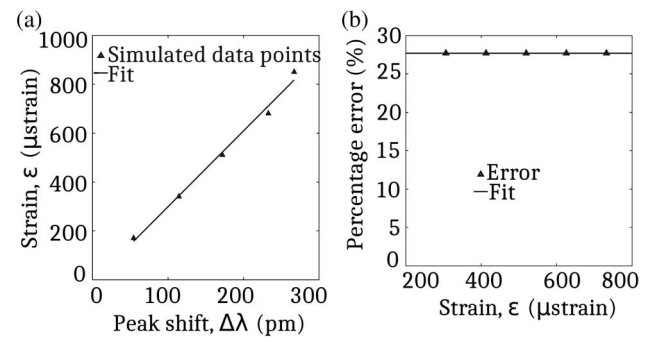 (a)
1000
800
600
400
200
0
Strain, ε (μstrain)
▲ Simulated data points
—Fit
0 100 200 300
Peak shift, Δλ (pm)
(b)
30
25
20
15
10
5
0
Percentage error (%)
▲Error
—Fit
200 400 600 800
Strain, ε (μstrain)